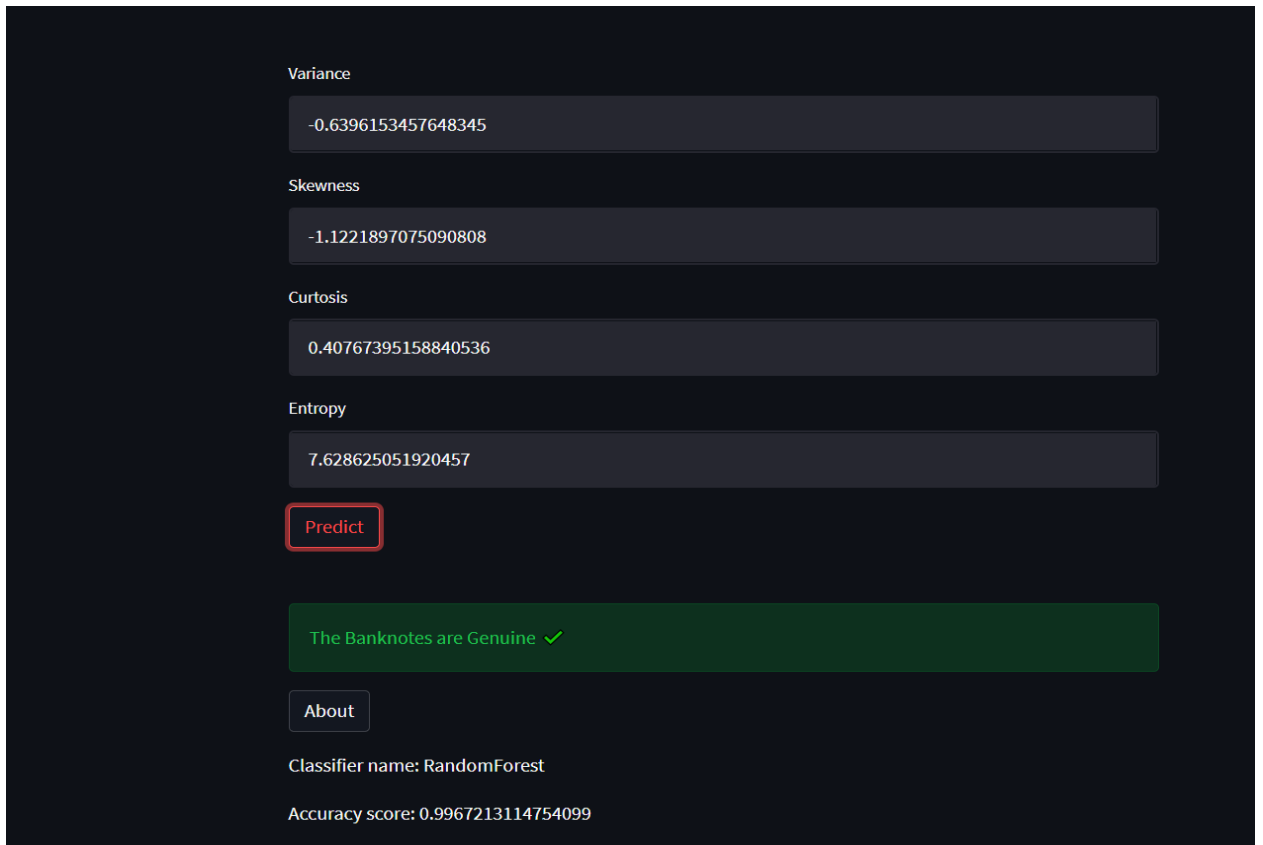 Variance
-0.6396153457648345
Skewness
-1.1221897075090808
Curtosis
0.40767395158840536
Entropy
7.628625051920457
Predict
The Banknotes are Genuine ✔
About
Classifier name: RandomForest
Accuracy score: 0.9967213114754099